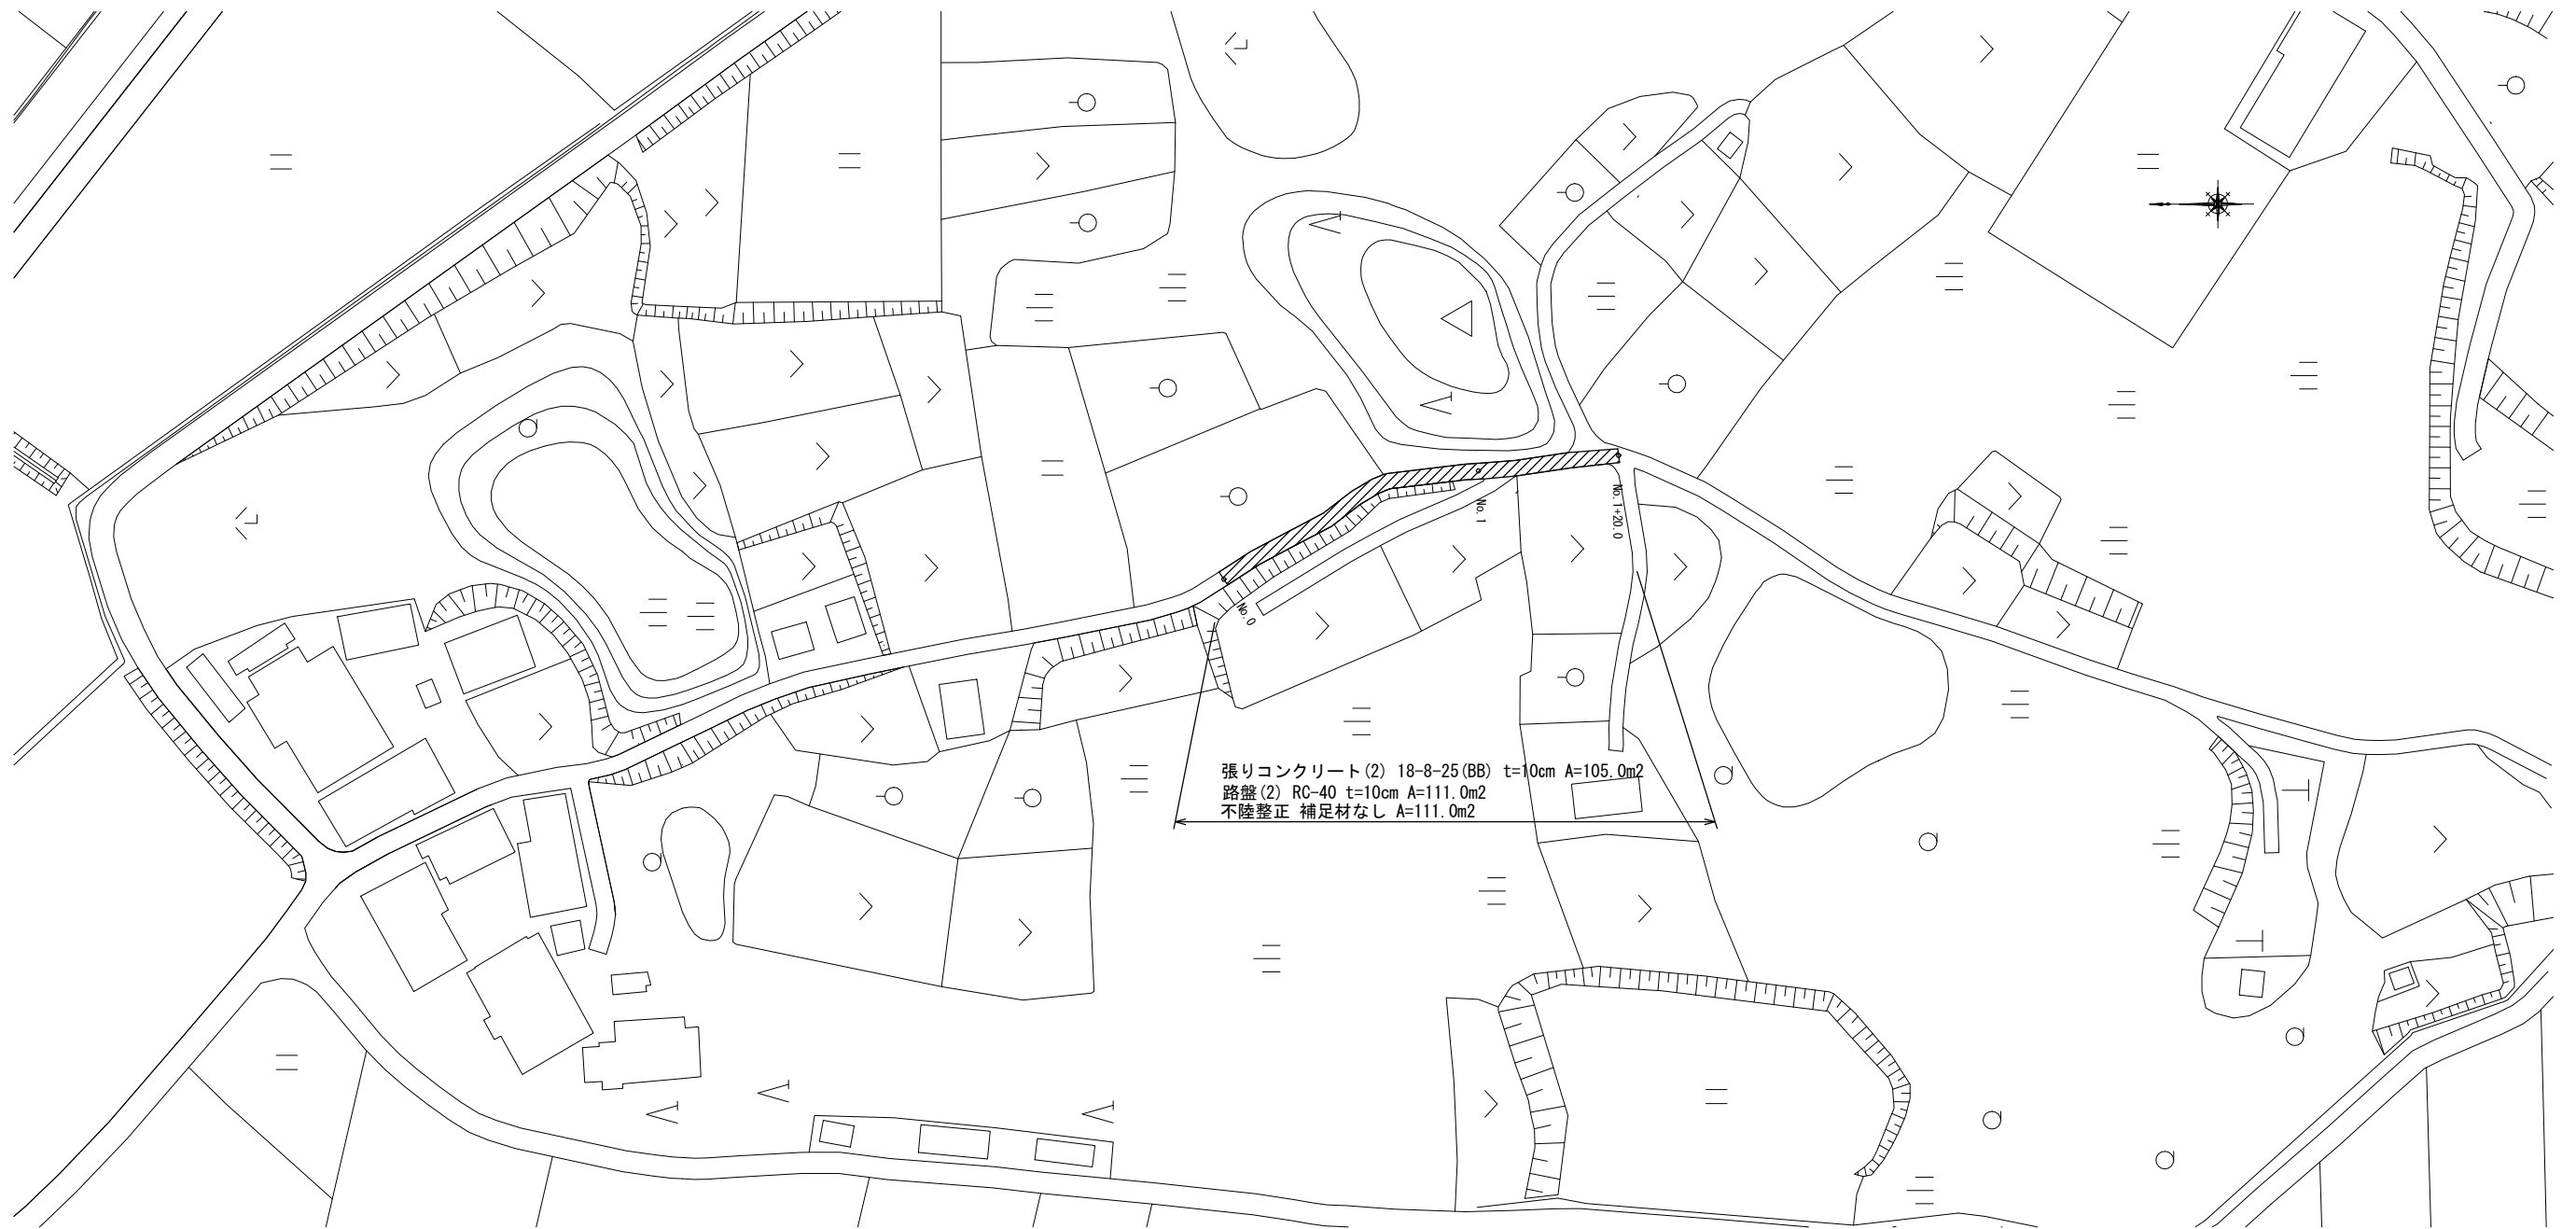 No.1
No.1+20.0
No.0
張りコンクリート(2) 18-8-25(BB) t=10cm A=105.0m2
路盤(2) RC-40 t=10cm A=111.0m2
不陸整正 補足材なし A=111.0m2